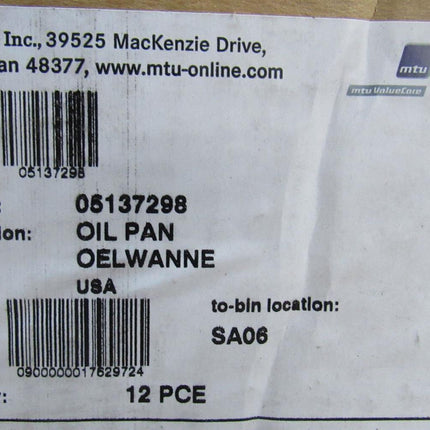 Inc., 39525 MacKenzie Drive,
an 48377, www.mtu-online.com
mtu
mtu ValueCare
05137298
: 05137298
ion: OIL PAN
OELWANNE
USA
to-bin location:
SA06
0900000017629724
: 12 PCE